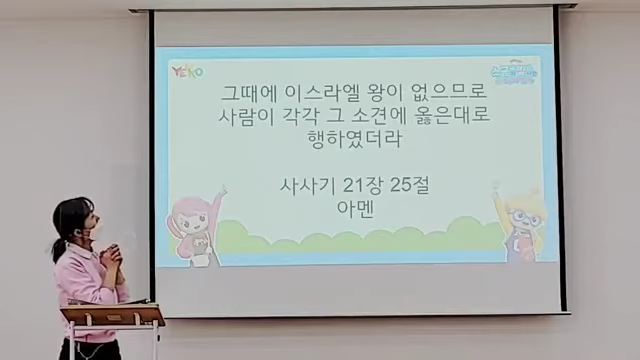 YEKO
그때에 이스라엘 왕이 없으므로
사람이 각각 그 소견에 옳은대로
행하였더라
사사기 21장 25절
아멘